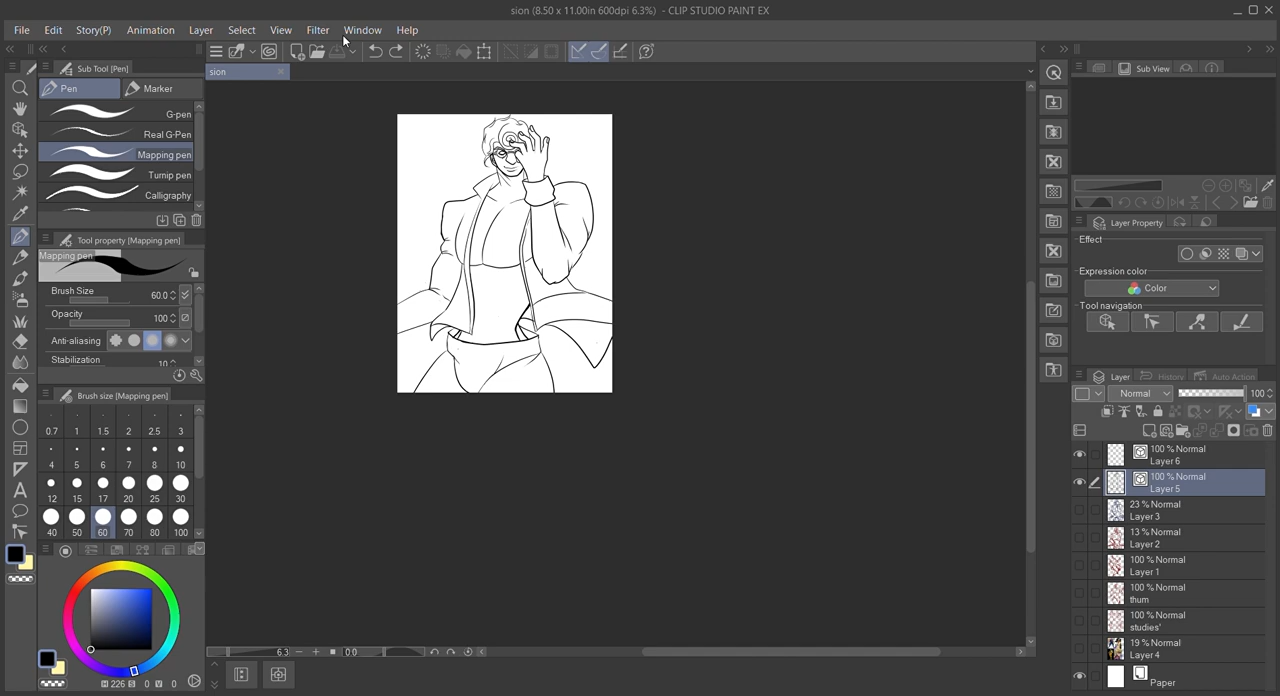 sion (8.50 x 11.00in 600dpi 6.3%) - CLIP STUDIO PAINT EX
File Edit Story(P) Animation Layer Select View Filter Window Help
Sub Tool [Pen]
sion
Sub View
Pen Marker
G-pen
Real G-Pen
Mapping pen
Turnip pen
Calligraphy
Tool property [Mapping pen]
Mapping pen
Brush Size 60.0
Opacity 100
Anti-aliasing
Stabilization 10
Brush size [Mapping pen]
0.7 1 1.5 2 2.5 3
4 5 6 7 8 10
12 15 17 20 25 30
40 50 60 70 80 100
H 226 S 0 V 0
6.3 0.0
Layer Property
Effect
Expression color
Color
Tool navigation
Layer History Auto Action
Normal 100
100 % Normal
Layer 6
100 % Normal
Layer 5
23 % Normal
Layer 3
13 % Normal
Layer 2
100 % Normal
Layer 1
100 % Normal
thum
100 % Normal
studies'
19 % Normal
Layer 4
Paper